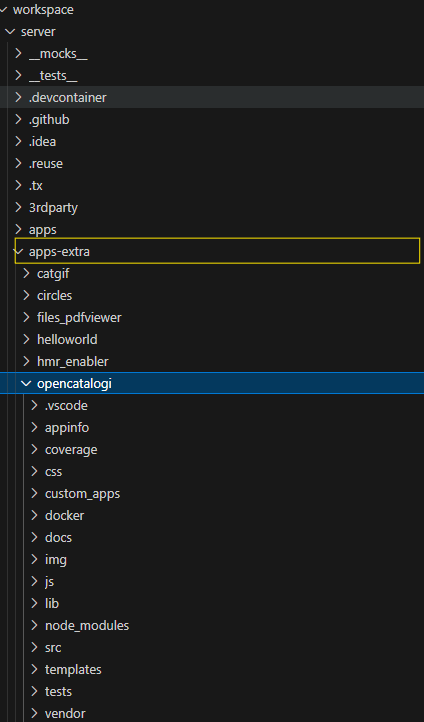 workspace
server
__mocks__
__tests__
.devcontainer
.github
.idea
.reuse
.tx
3rdparty
apps
apps-extra
catgif
circles
files_pdfviewer
helloworld
hmr_enabler
opencatalogi
.vscode
appinfo
coverage
css
custom_apps
docker
docs
img
js
lib
node_modules
src
templates
tests
vendor